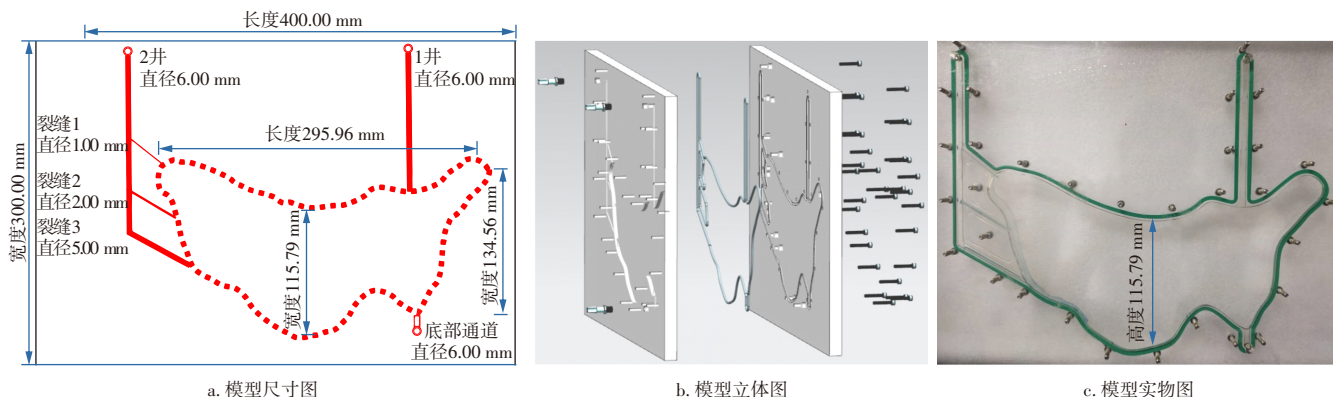 长度400.00 mm
2井
直径6.00 mm
1井
直径6.00 mm
裂缝1
直径1.00 mm
长度295.96 mm
裂缝2
直径2.00 mm
裂缝3
直径5.00 mm
宽度300.00 mm
宽度115.79 mm
宽度134.56 mm
底部通道
直径6.00 mm
高度115.79 mm
a. 模型尺寸图
b. 模型立体图
c. 模型实物图